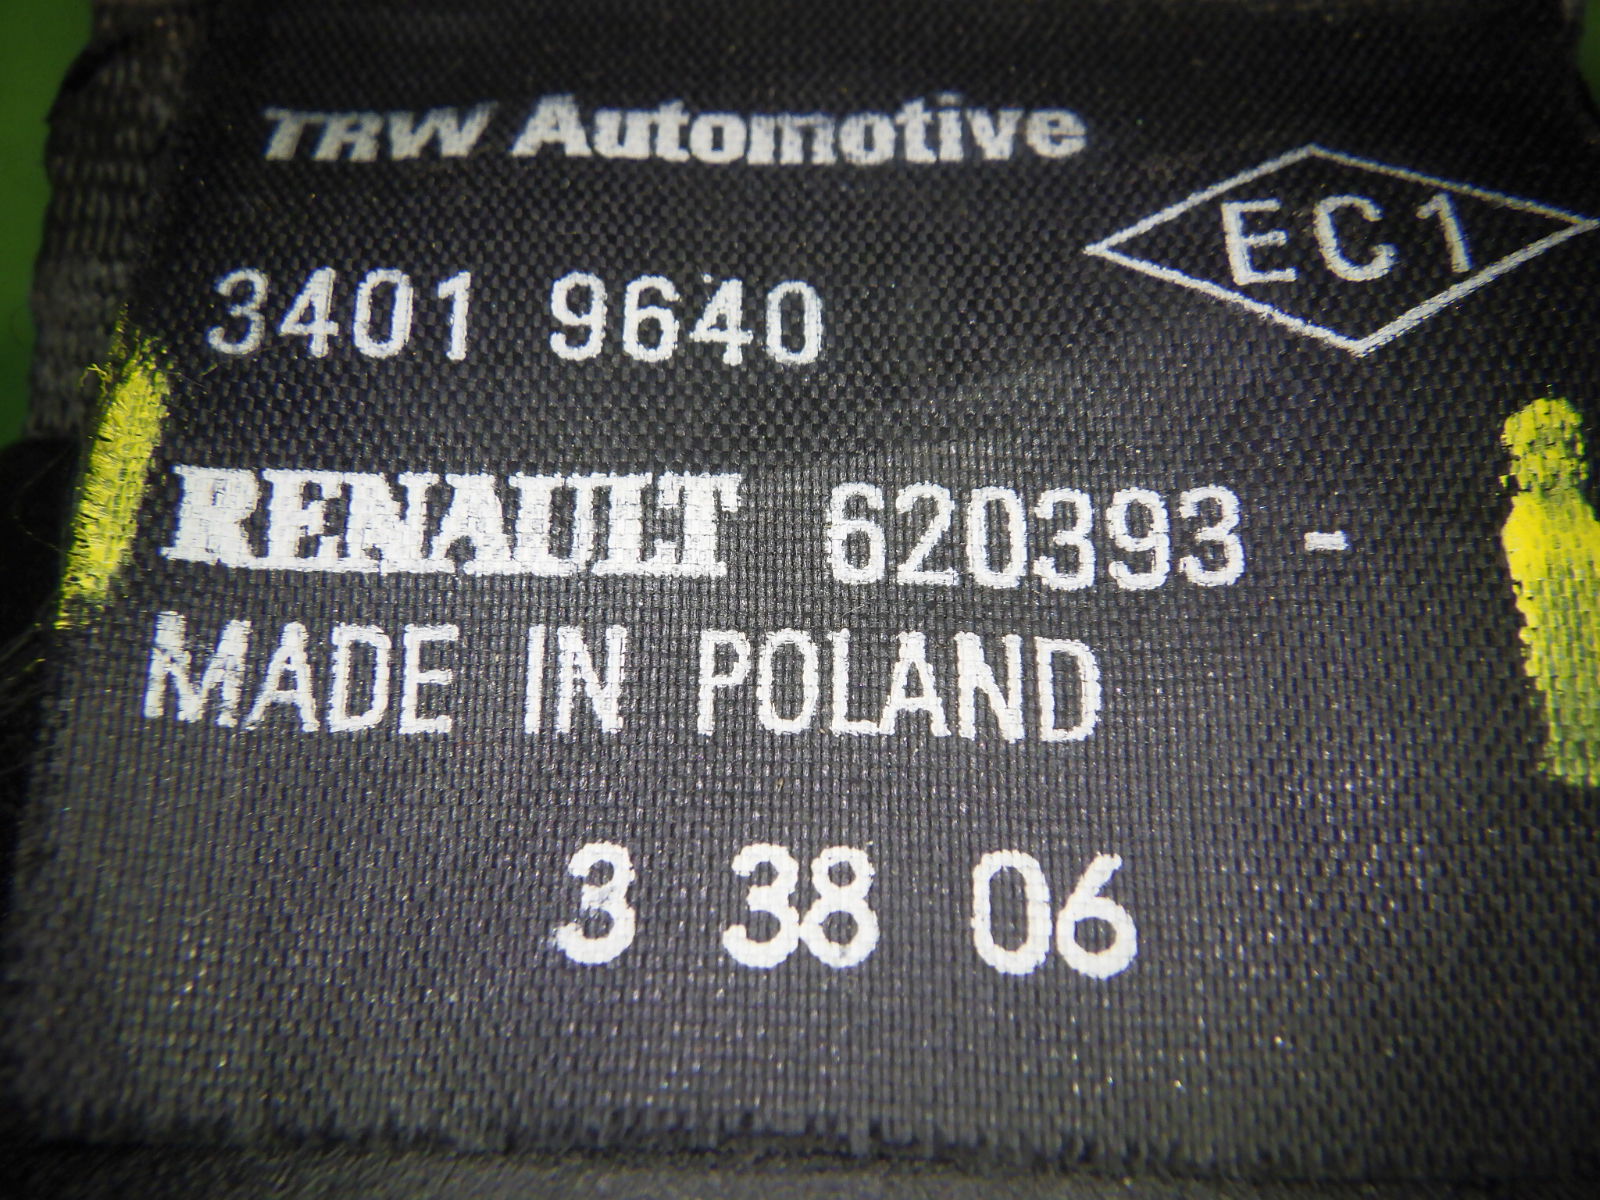 TRW Automotive
EC1
3401 9640
RENAULT 620393 -
MADE IN POLAND
3 38 06